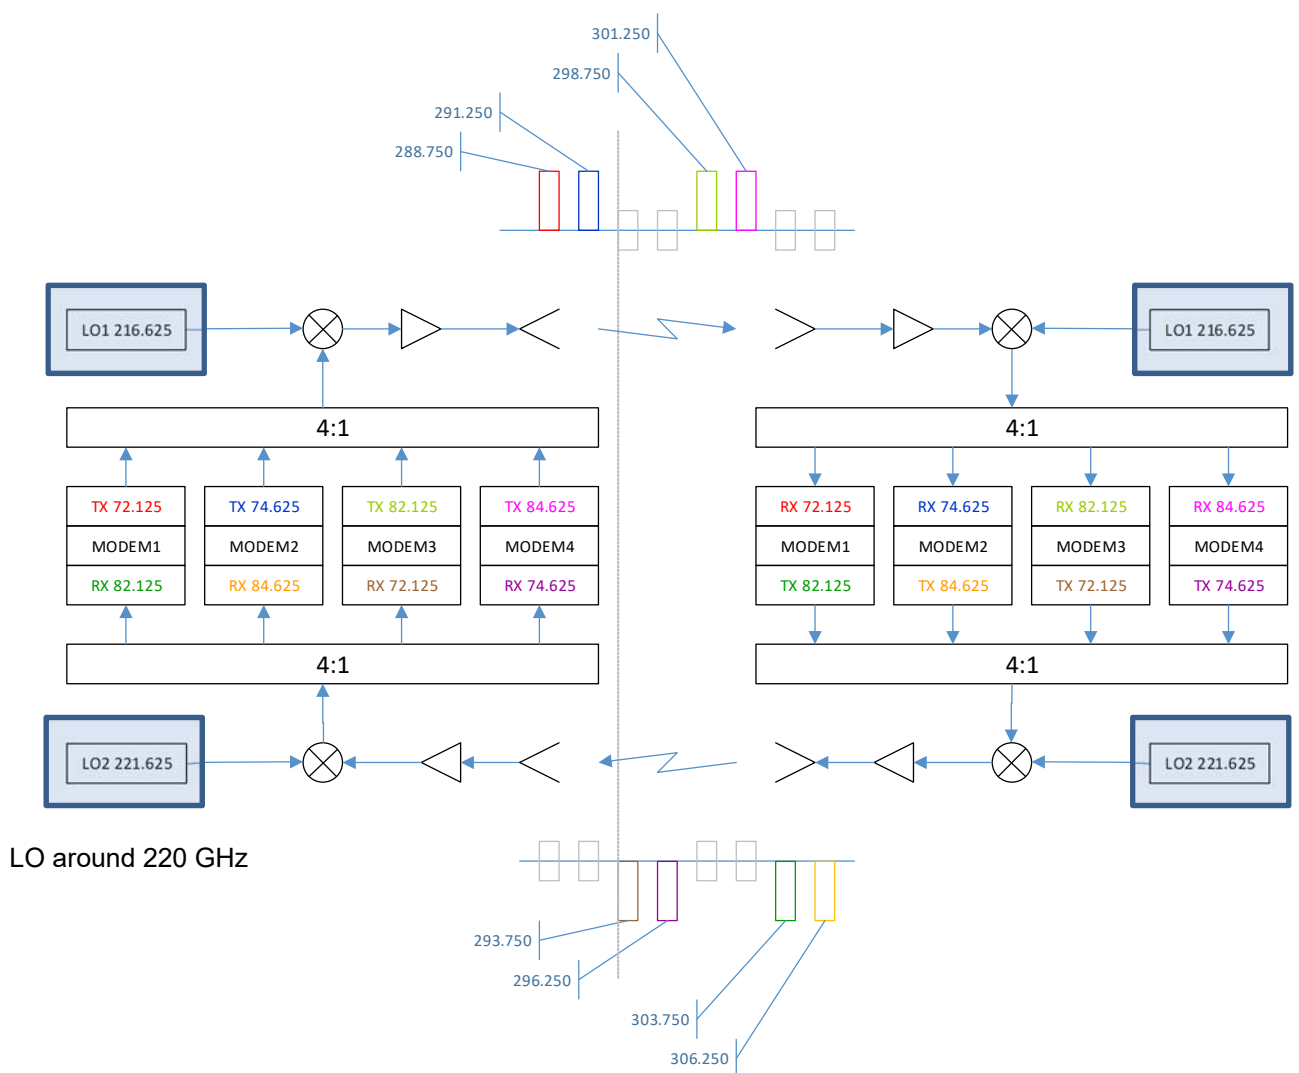 301.250
298.750
291.250
288.750
LO1 216.625
LO1 216.625
4:1
4:1
TX 72.125
TX 74.625
TX 82.125
TX 84.625
RX 72.125
RX 74.625
RX 82.125
RX 84.625
MODEM1
MODEM2
MODEM3
MODEM4
MODEM1
MODEM2
MODEM3
MODEM4
RX 82.125
RX 84.625
RX 72.125
RX 74.625
TX 82.125
TX 84.625
TX 72.125
TX 74.625
4:1
4:1
LO2 221.625
LO2 221.625
LO around 220 GHz
293.750
296.250
303.750
306.250